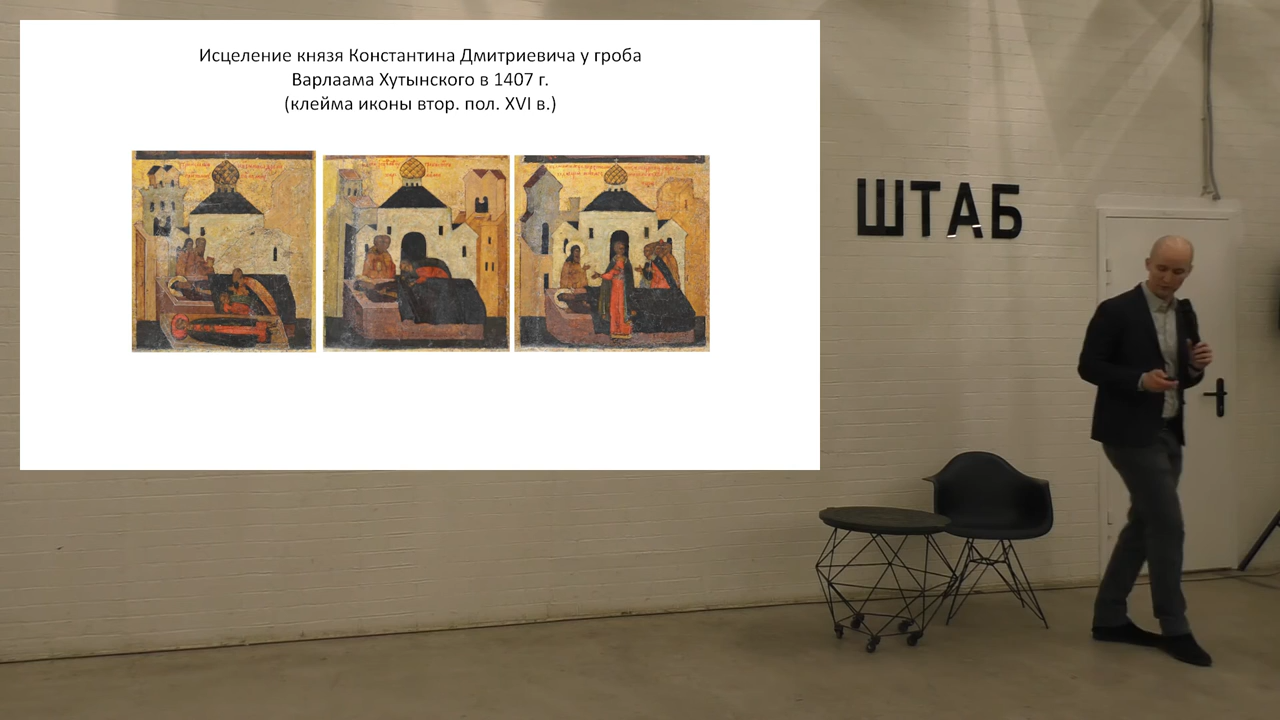 Исцеление князя Константина Дмитриевича у гроба
Варлаама Хутынского в 1407 г.
(клейма иконы втор. пол. XVI в.)
ШТАБ